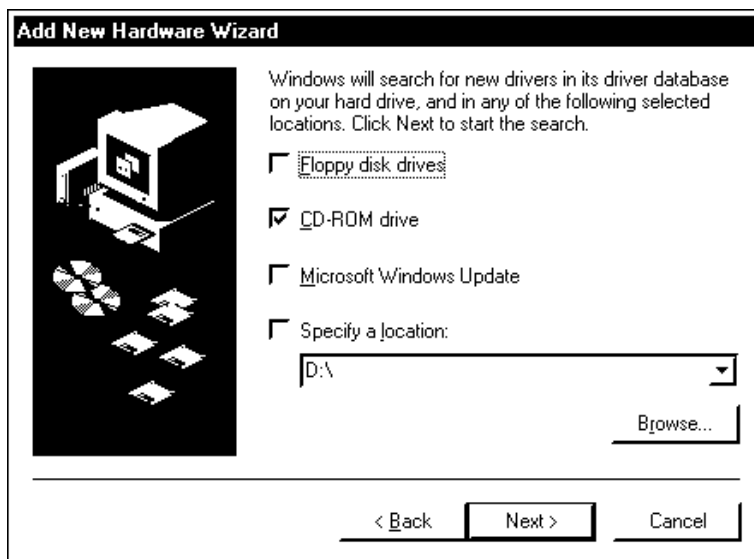 Add New Hardware Wizard
Windows will search for new drivers in its driver database
on your hard drive, and in any of the following selected
locations. Click Next to start the search.
Floppy disk drives
CD-ROM drive
Microsoft Windows Update
Specify a location:
D:\
Browse...
< Back Next > Cancel